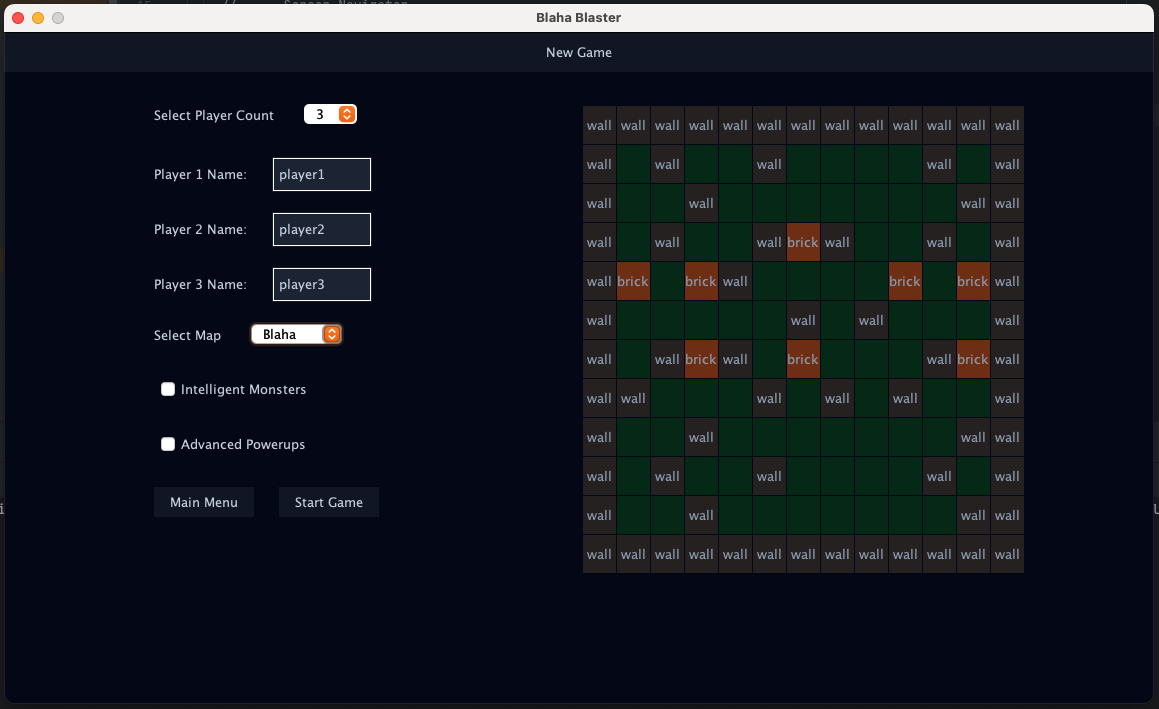 Blaha Blaster
New Game
Select Player Count 3
Player 1 Name: player1
Player 2 Name: player2
Player 3 Name: player3
Select Map Blaha
Intelligent Monsters
Advanced Powerups
Main Menu Start Game
wall wall wall wall wall wall wall wall wall wall wall wall wall
wall wall wall wall wall
wall wall wall wall
wall wall wall brick wall wall wall
wall brick brick wall brick brick wall
wall wall wall wall
wall wall brick wall brick wall brick wall
wall wall wall wall wall wall
wall wall wall wall
wall wall wall wall wall
wall wall wall wall
wall wall wall wall wall wall wall wall wall wall wall wall wall